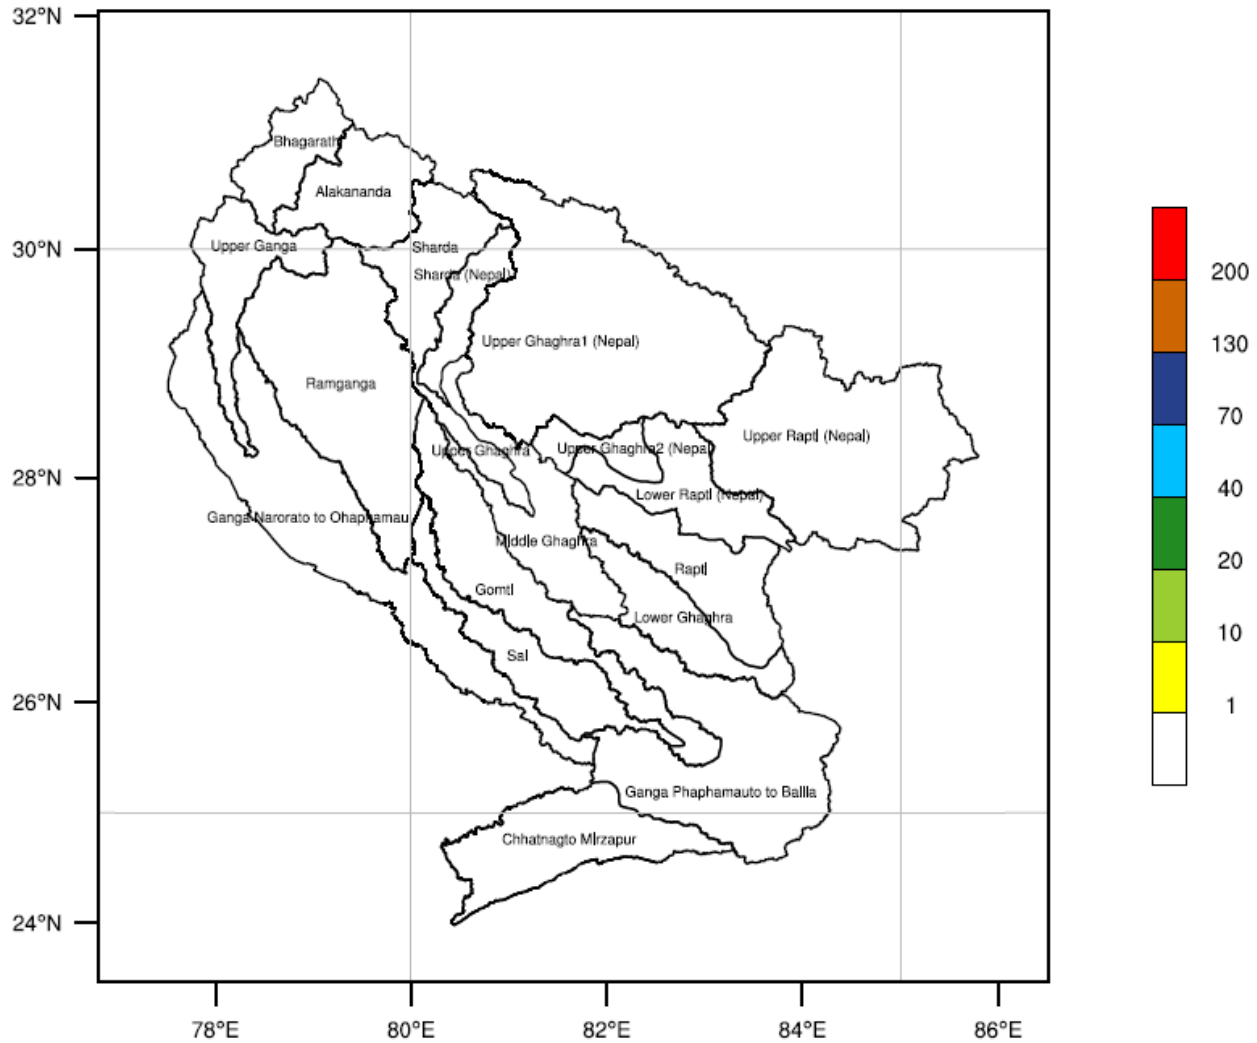 32°N
Bhagarath
Alakananda
30°N
Upper Ganga
Sharda
Sharda (Nepal)
200
Upper Ghaghra1 (Nepal)
130
Ramganga
70
Upper Rapti (Nepal)
Upper Ghaghra
Upper Ghaghra2 (Nepal
28°N
40
Lower Rapti (Nepal)
Ganga Narorato to Ohaphamau
Middle Ghaghra
20
Rapti
Gomti
Lower Ghaghra
10
Sai
26°N
1
Ganga Phaphamauto to Ballia
Chhatnagto Mirzapur
24°N
78°E
80°E
82°E
84°E
86°E